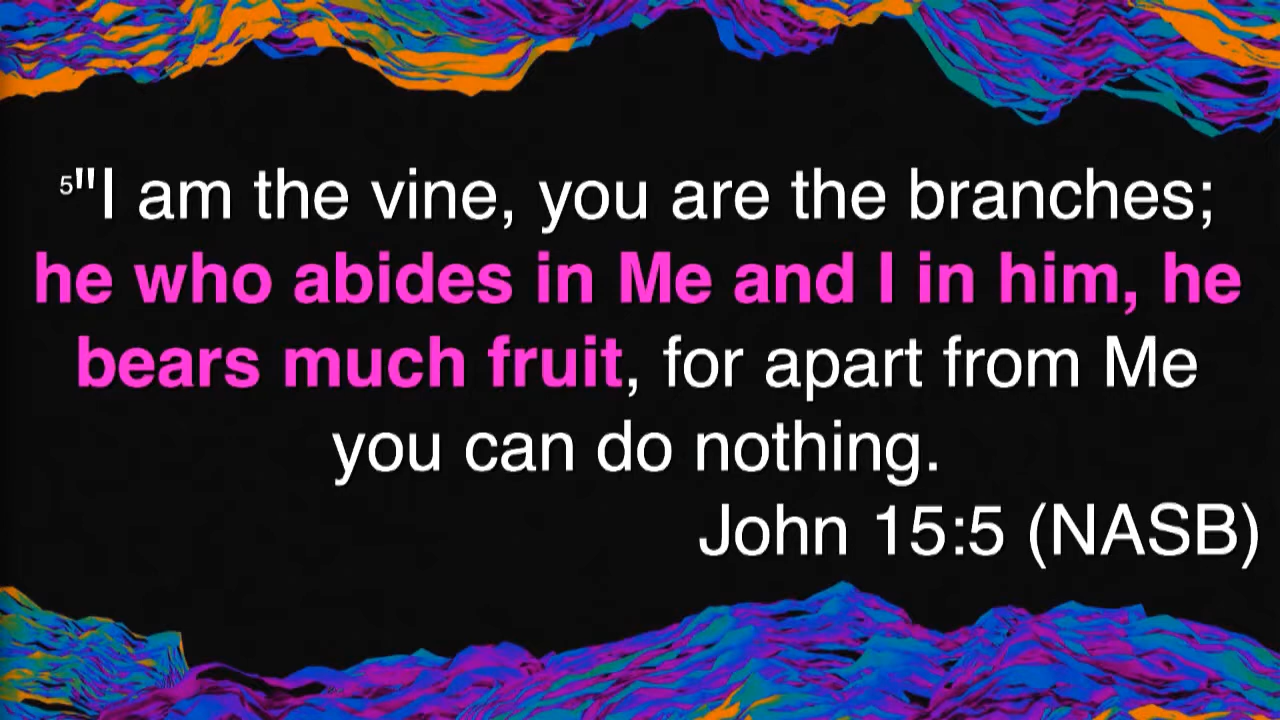 5"I am the vine, you are the branches;
he who abides in Me and I in him, he
bears much fruit, for apart from Me
you can do nothing.
John 15:5 (NASB)